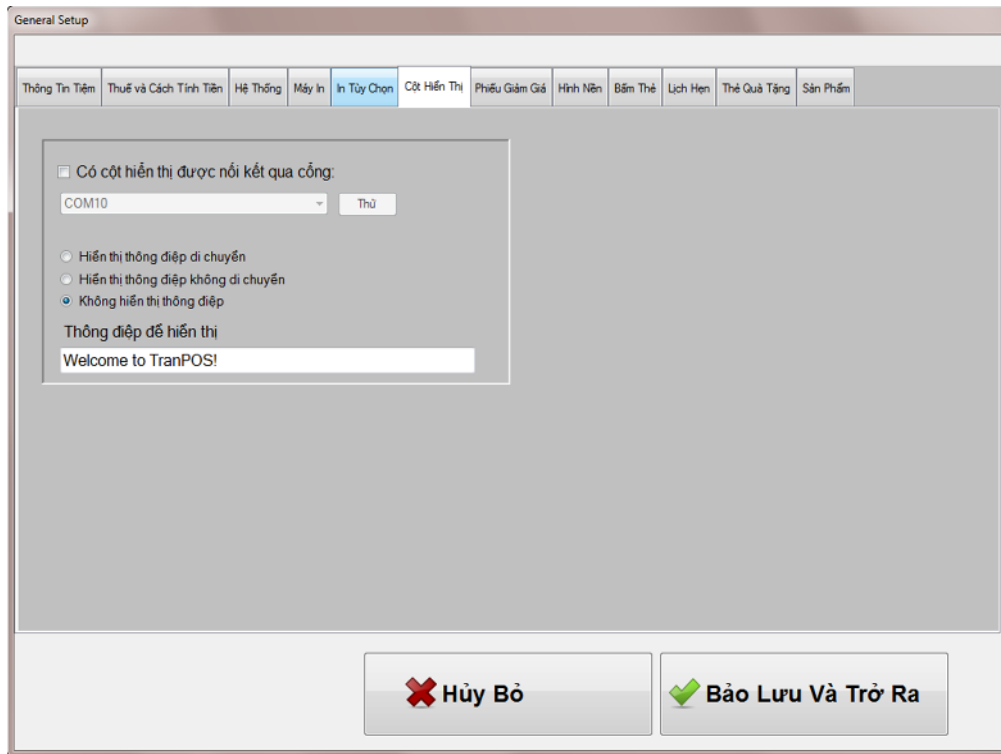 General Setup
Thông Tin Tiệm Thuế và Cách Tính Tiền Hệ Thống Máy In In Tùy Chọn Cột Hiển Thị Phiếu Giảm Giá Hình Nền Bấm Thẻ Lịch Hẹn Thẻ Quà Tặng Sản Phẩm
Có cột hiển thị được nối kết qua cổng:
COM10 Thử
Hiển thị thông điệp di chuyển
Hiển thị thông điệp không di chuyển
Không hiển thị thông điệp
Thông điệp để hiển thị
Welcome to TranPOS!
Hủy Bỏ Bảo Lưu Và Trở Ra